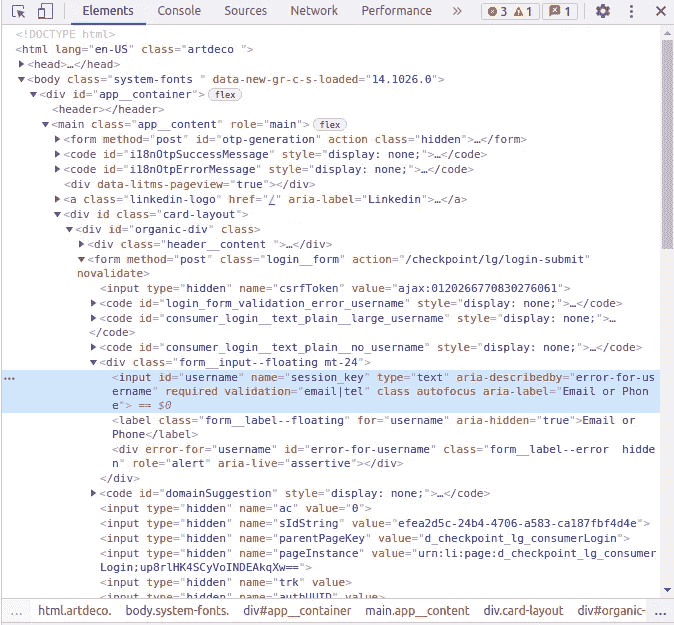 Elements Console Sources Network Performance » 3 1 1
<!DOCTYPE html>
<html lang="en-US" class="artdeco ">
<head>…</head>
<body class="system-fonts " data-new-gr-c-s-loaded="14.1026.0">
<div id="app__container"> flex
<header></header>
<main class="app__content" role="main"> flex
<form method="post" id="otp-generation" action class="hidden">…</form>
<code id="i18nOtpSuccessMessage" style="display: none;">…</code>
<code id="i18nOtpErrorMessage" style="display: none;">…</code>
<div data-litms-pageview="true"></div>
<a class="linkedin-logo" href="/" aria-label="Linkedin">…</a>
<div id class="card-layout">
<div id="organic-div" class>
<div class="header__content ">…</div>
<form method="post" class="login__form" action="/checkpoint/lg/login-submit"
novalidate>
<input type="hidden" name="csrfToken" value="ajax:0120266770830276061">
<code id="login_form_validation_error_username" style="display: none;">…</code>
<code id="consumer_login__text_plain__large_username" style="display: none;">…
</code>
<code id="consumer_login__text_plain__no_username" style="display: none;">…</code>
<div class="form__input--floating mt-24">
… <input id="username" name="session_key" type="text" aria-describedby="error-for-us
ername" required validation="email|tel" class autofocus aria-label="Email or Phon
e"> == $0
<label class="form__label--floating" for="username" aria-hidden="true">Email or
Phone</label>
<div error-for="username" id="error-for-username" class="form__label--error  hidde
n" role="alert" aria-live="assertive"></div>
</div>
<code id="domainSuggestion" style="display: none;">…</code>
<input type="hidden" name="ac" value="0">
<input type="hidden" name="sIdString" value="efea2d5c-24b4-4706-a583-ca187fbf4d4e">
<input type="hidden" name="parentPageKey" value="d_checkpoint_lg_consumerLogin">
<input type="hidden" name="pageInstance" value="urn:li:page:d_checkpoint_lg_consumer
Login;up8rlHK4SCyVoINDEAkqXw==">
<input type="hidden" name="trk" value>
<input type="hidden" name="authUUID" value>
… html.artdeco. body.system-fonts. div#app__container main.app__content div.card-layout div#organic- …